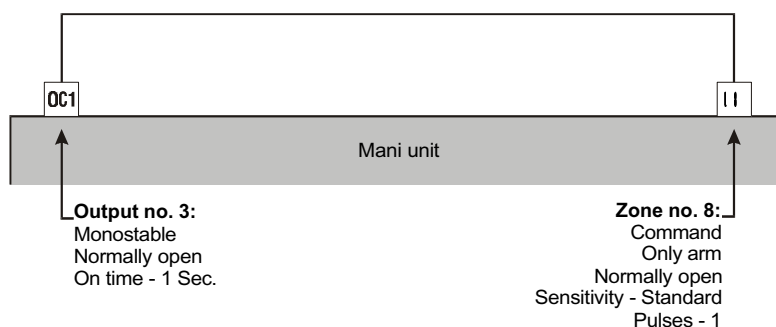 OC1
Mani unit
Output no. 3:
Monostable
Normally open
On time - 1 Sec.
Zone no. 8:
Command
Only arm
Normally open
Sensitivity - Standard
Pulses - 1